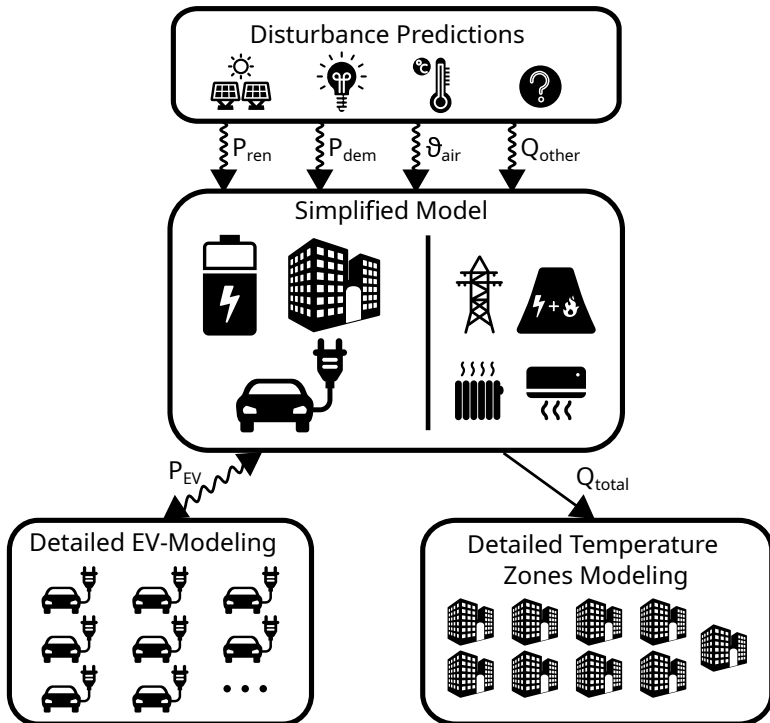 Disturbance Predictions
°C
?
P_ren
P_dem
ϑ_air
Q_other
Simplified Model
+
P_EV
Q_total
Detailed EV-Modeling
Detailed Temperature
Zones Modeling